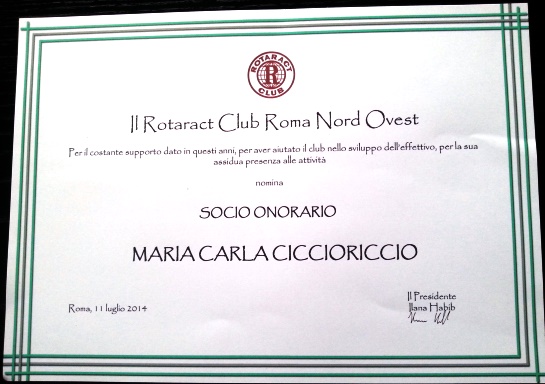 ROTARACT
R
CLUB
Il Rotaract Club Roma Nord Ovest
Per il costante supporto dato in questi anni, per aver aiutato il club nello sviluppo dell'effettivo, per la sua
assidua presenza alle attività
nomina
SOCIO ONORARIO
MARIA CARLA CICCIORICCIO
Roma, 11 luglio 2014
Il Presidente
Ilana Habib